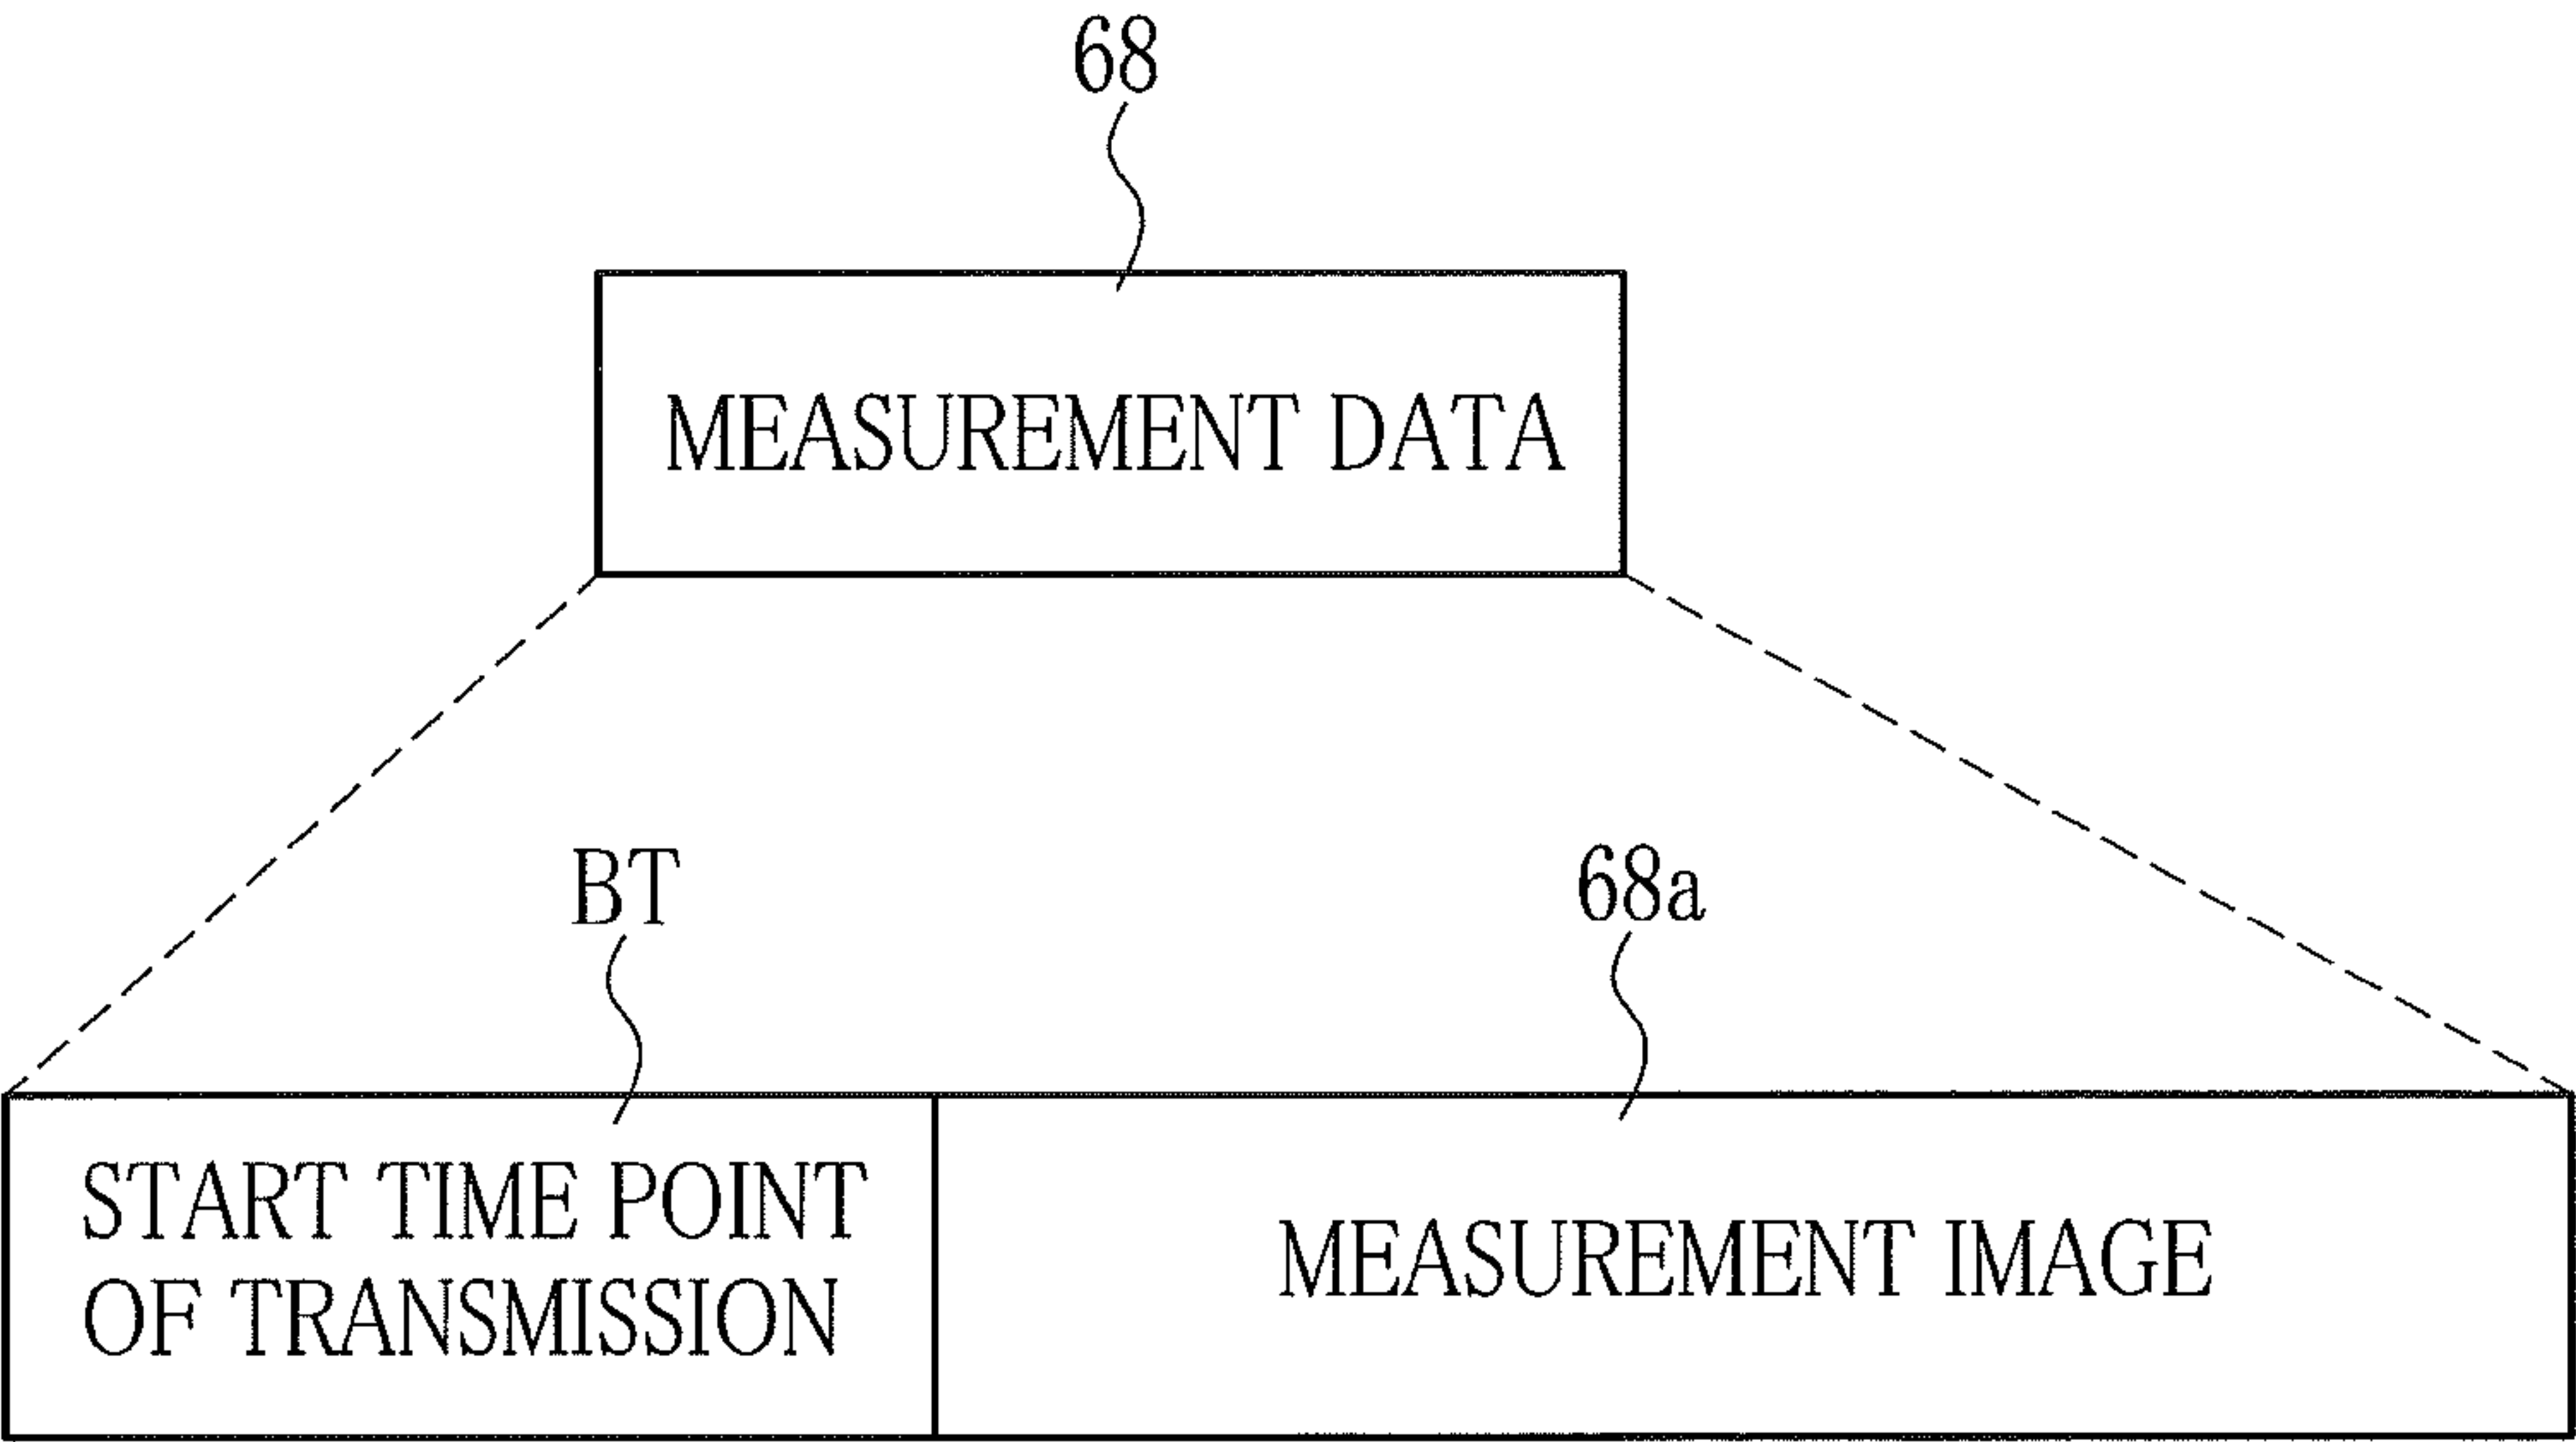 68
MEASUREMENT DATA
BT
68a
START TIME POINT
OF TRANSMISSION
MEASUREMENT IMAGE